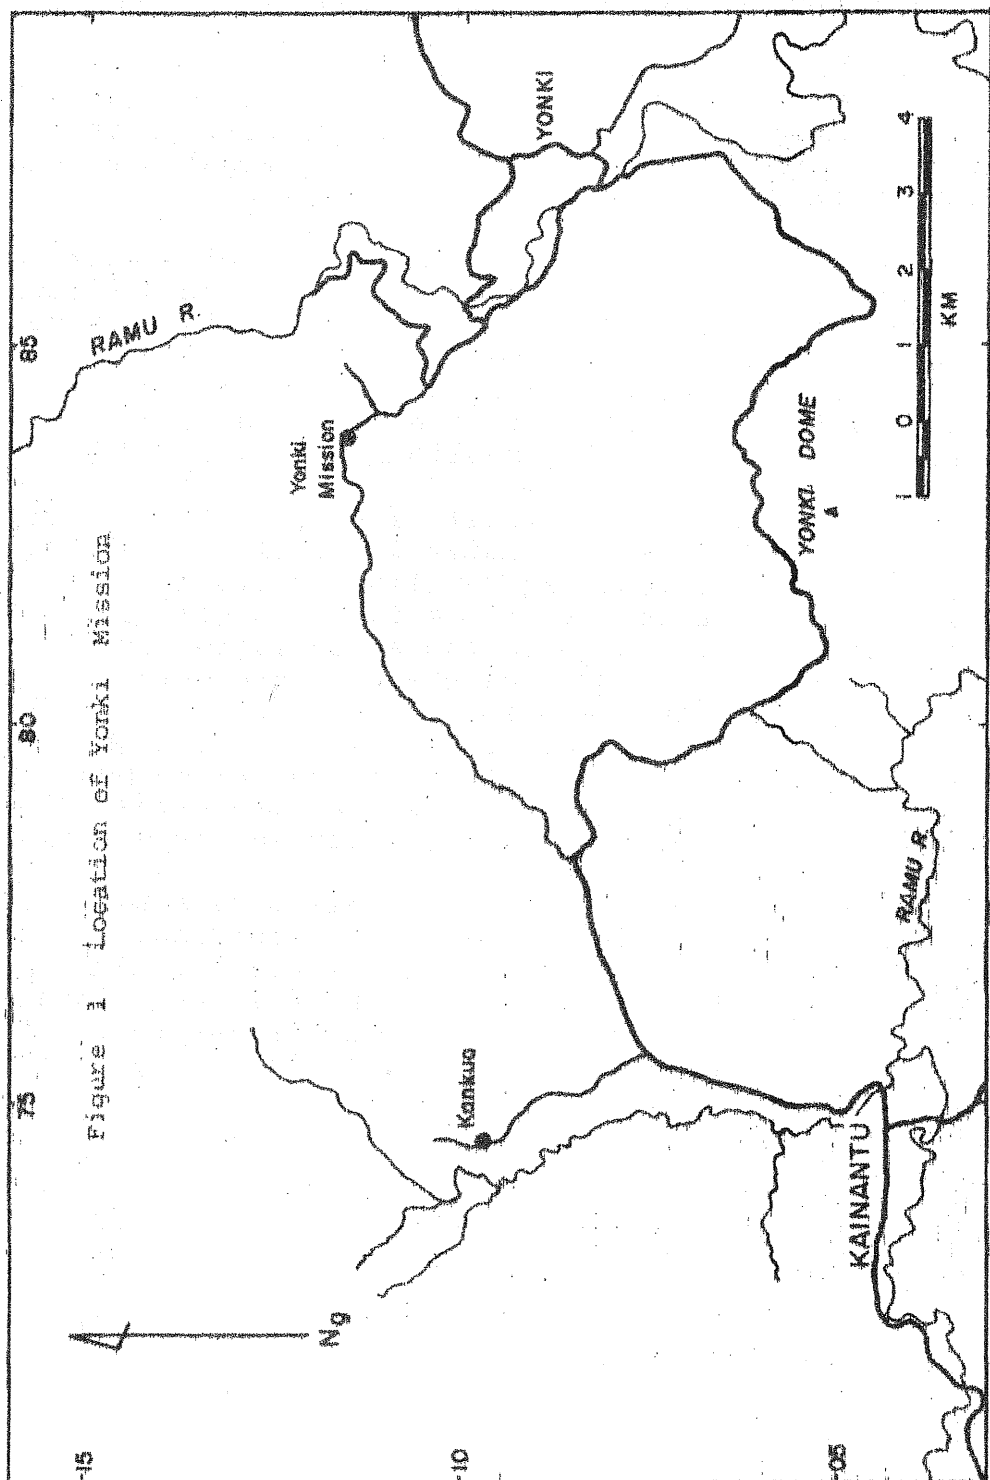 Figure 1 Location of Yonki Mission
75
80
85
15
10
05
Ng
RAMU R.
Yonki
Mission
YONKI
Kankuo
YONKI DOME
RAMU R.
KAINANTU
1 0 1 2 3 4
KM